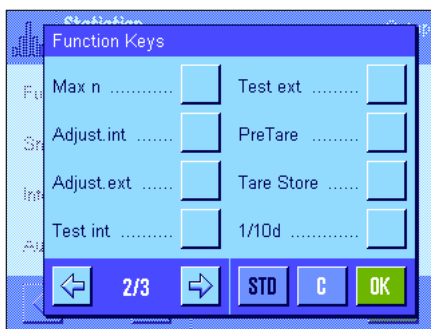 Statistics
Function Keys
Max n ............
Adjust.int .......
Adjust.ext ......
Test int ..........
Test ext .........
PreTare .........
Tare Store ......
1/10d .............
2/3
STD
C
OK